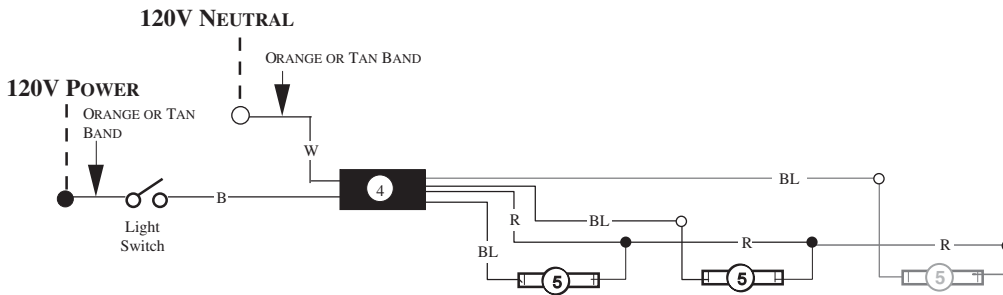 120V NEUTRAL
ORANGE OR TAN BAND
120V POWER
ORANGE OR TAN
BAND
W
4
BL
B
R
BL
R
R
Light
Switch
BL
5
5
5